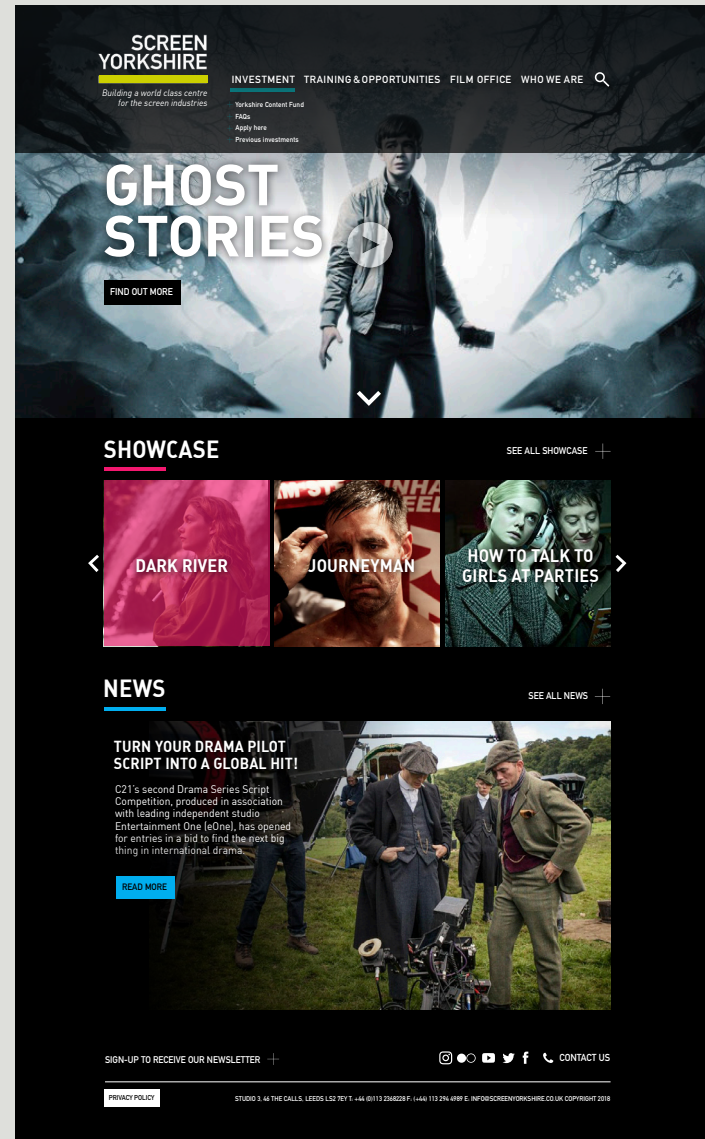 SCREEN
YORKSHIRE
Building a world class centre
for the screen industries
INVESTMENT TRAINING & OPPORTUNITIES FILM OFFICE WHO WE ARE
Yorkshire Content Fund
FAQs
Apply here
Previous investments
GHOST
STORIES
FIND OUT MORE
SHOWCASE
SEE ALL SHOWCASE
DARK RIVER
JOURNEYMAN
HOW TO TALK TO
GIRLS AT PARTIES
NEWS
SEE ALL NEWS
TURN YOUR DRAMA PILOT
SCRIPT INTO A GLOBAL HIT!
C21's second Drama Series Script
Competition, produced in association
with leading independent studio
Entertainment One (eOne), has opened
for entries in a bid to find the next big
thing in international drama.
READ MORE
SIGN-UP TO RECEIVE OUR NEWSLETTER
CONTACT US
PRIVACY POLICY
STUDIO 3, 46 THE CALLS, LEEDS LS2 7EY T: +44 (0)113 2368228 F: (+44) 113 294 4989 E: INFO@SCREENYORKSHIRE.CO.UK COPYRIGHT 2018